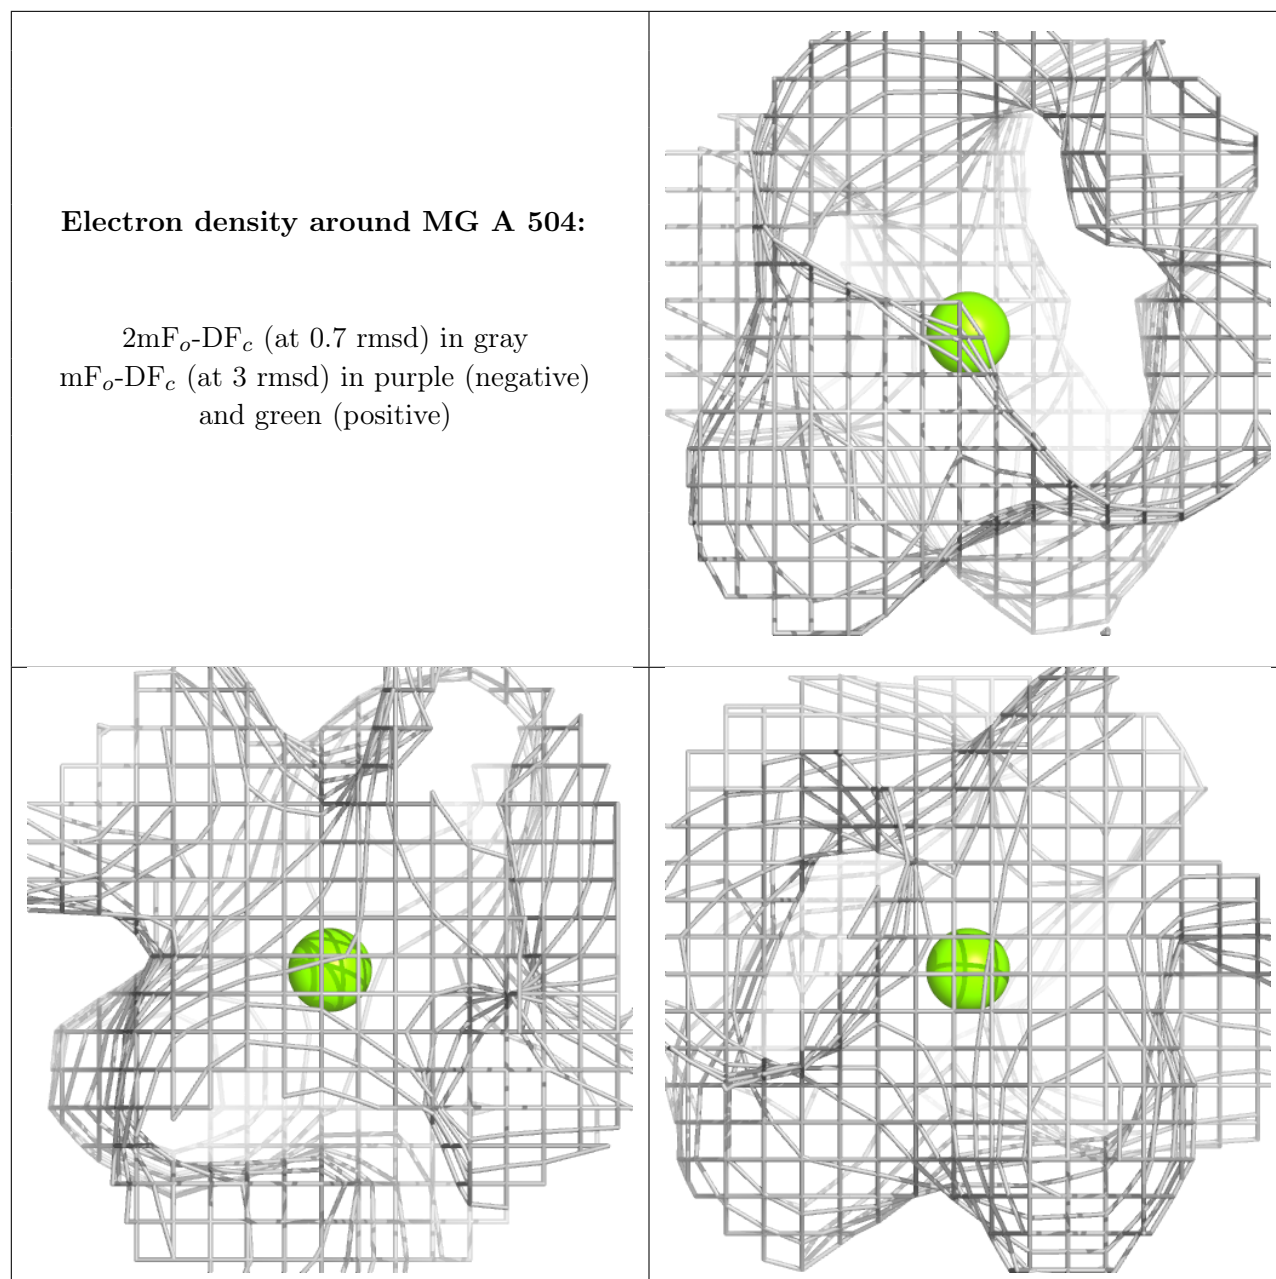 Electron density around MG A 504:
2mFo-DFc (at 0.7 rmsd) in gray
mFo-DFc (at 3 rmsd) in purple (negative)
and green (positive)